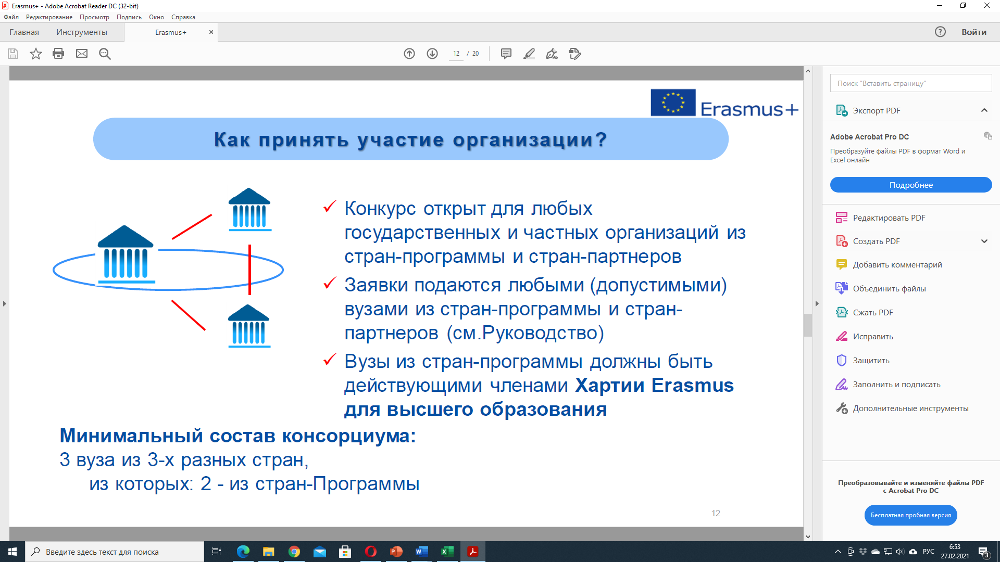 Erasmus+ - Adobe Acrobat Reader DC (32-bit)
Файл Редактирование Просмотр Подпись Окно Справка
Главная Инструменты Erasmus+ Войти
12 / 20
Erasmus+
Как принять участие организации?
Конкурс открыт для любых
государственных и частных организаций из
стран-программы и стран-партнеров
Заявки подаются любыми (допустимыми)
вузами из стран-программы и стран-
партнеров (см.Руководство)
Вузы из стран-программы должны быть
действующими членами Хартии Erasmus
для высшего образования
Минимальный состав консорциума:
3 вуза из 3-х разных стран,
из которых: 2 - из стран-Программы
12
Поиск "Вставить страницу"
Экспорт PDF
Adobe Acrobat Pro DC
Преобразуйте файлы PDF в формат Word и
Excel онлайн
Подробнее
Редактировать PDF
Создать PDF
Добавить комментарий
Объединить файлы
Сжать PDF
Исправить
Защитить
Заполнить и подписать
Дополнительные инструменты
Преобразовывайте и изменяйте файлы PDF
с Acrobat Pro DC
Бесплатная пробная версия
Введите здесь текст для поиска
РУС
6:53
27.02.2021
3